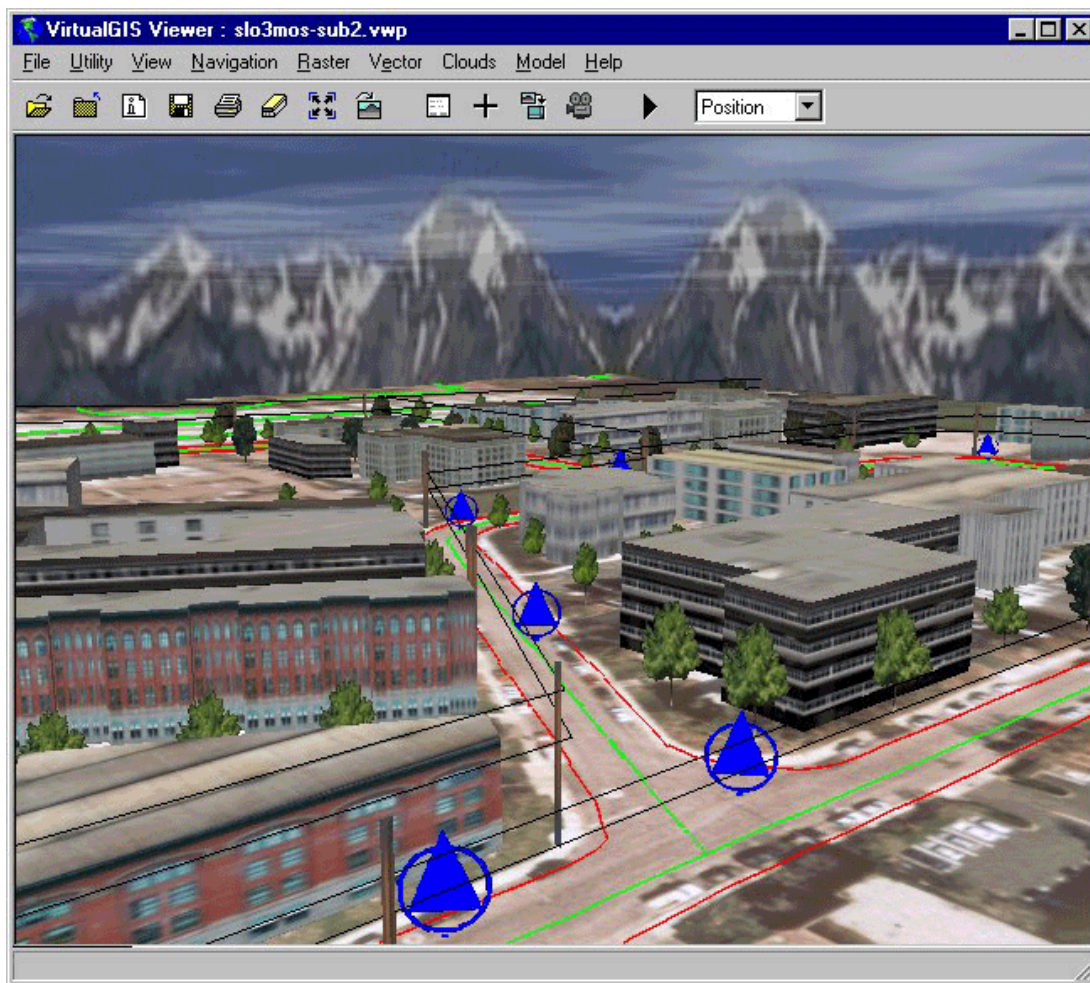 VirtualGIS Viewer : slo3mos-sub2.vwp
File Utility View Navigation Raster Vector Clouds Model Help
Position